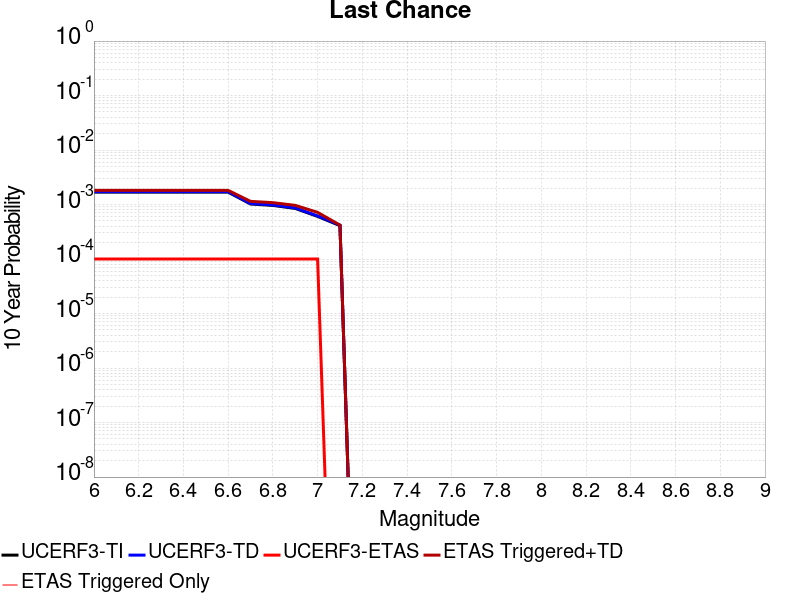 Last Chance
10 Year Probability
10^0
10^-1
10^-2
10^-3
10^-4
10^-5
10^-6
10^-7
10^-8
6 6.2 6.4 6.6 6.8 7 7.2 7.4 7.6 7.8 8 8.2 8.4 8.6 8.8 9
Magnitude
UCERF3-TI UCERF3-TD UCERF3-ETAS ETAS Triggered+TD
ETAS Triggered Only